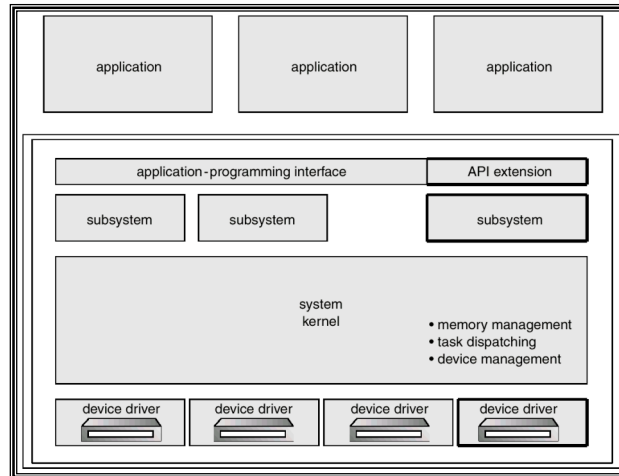 application
application
application
application-programming interface
API extension
subsystem
subsystem
subsystem
system
kernel
• memory management
• task dispatching
• device management
device driver
device driver
device driver
device driver